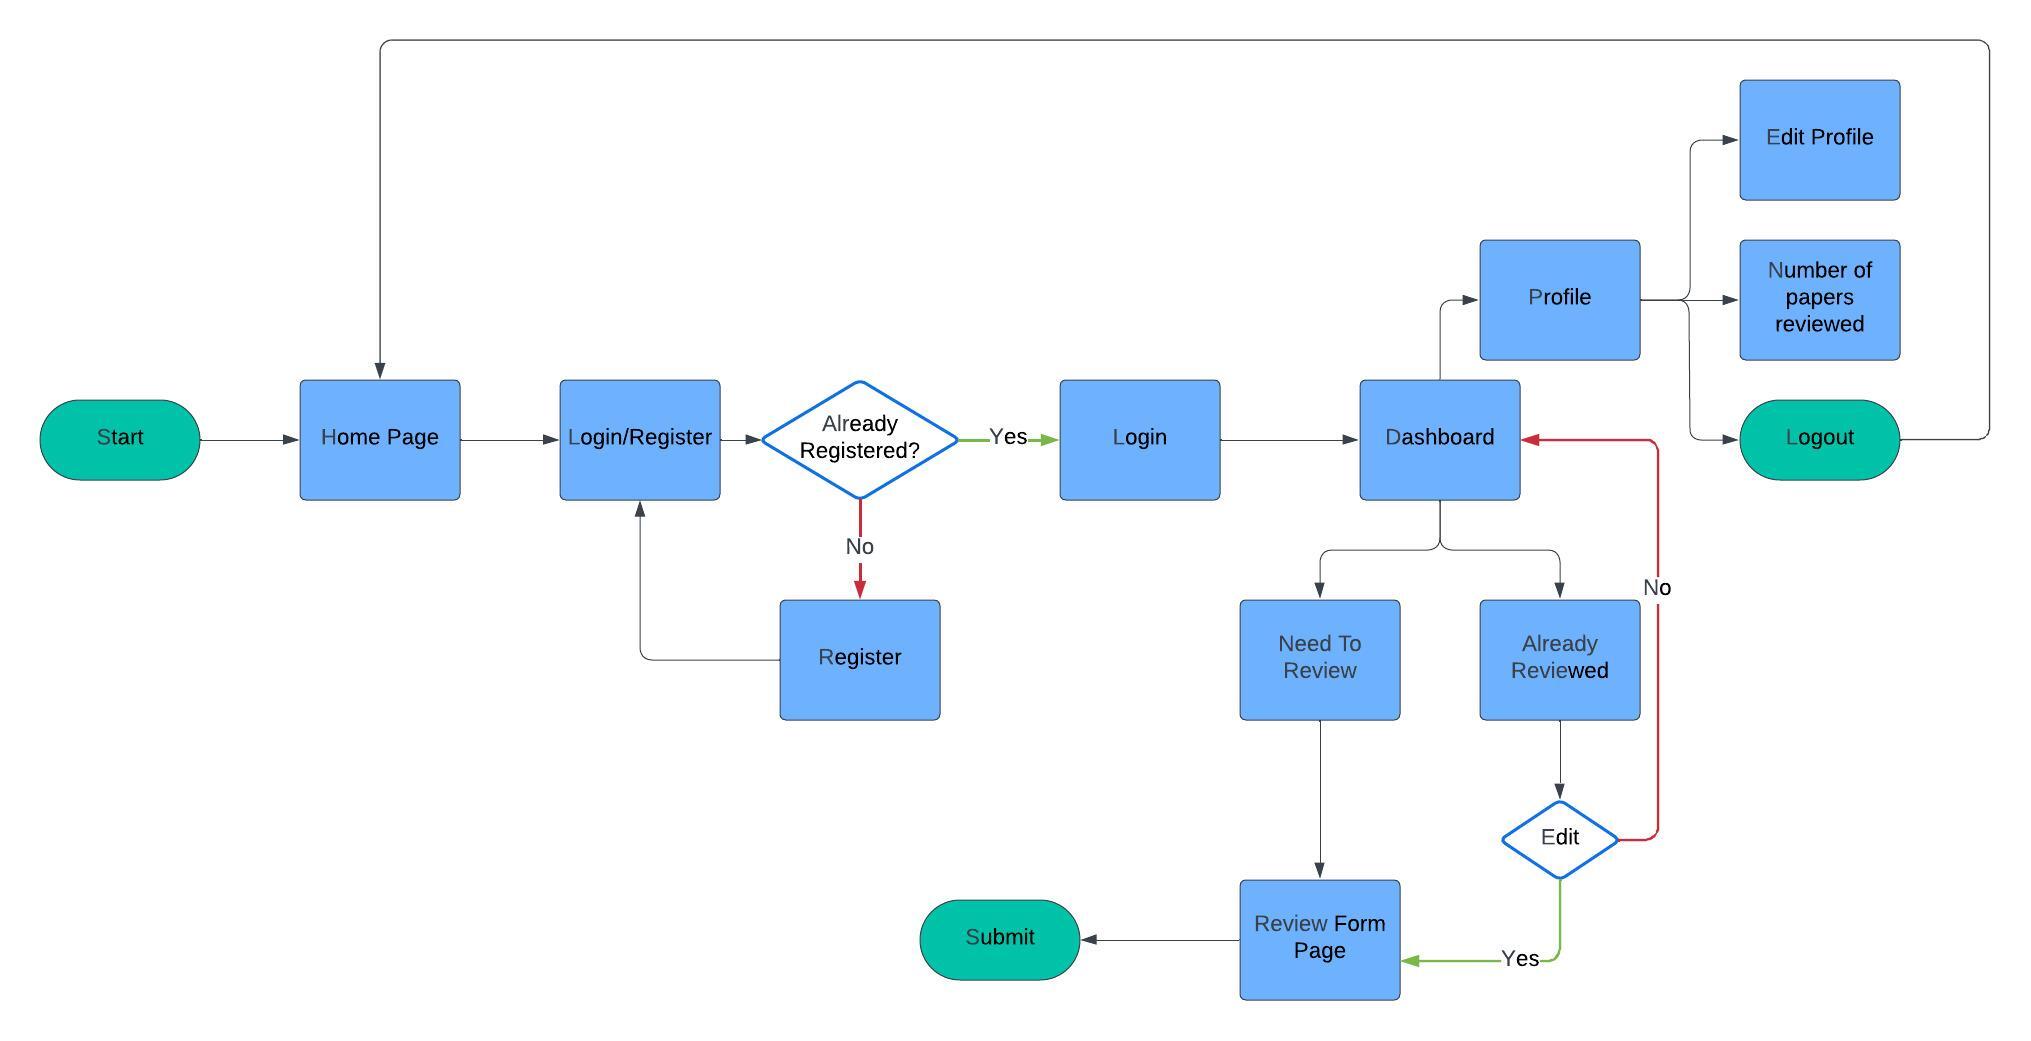 Edit Profile
Number of
papers
reviewed
Profile
Start
Home Page
Login/Register
Already
Registered?
Yes
Login
Dashboard
Logout
No
Register
Need To
Review
Already
Reviewed
No
Edit
Review Form
Page
Submit
Yes